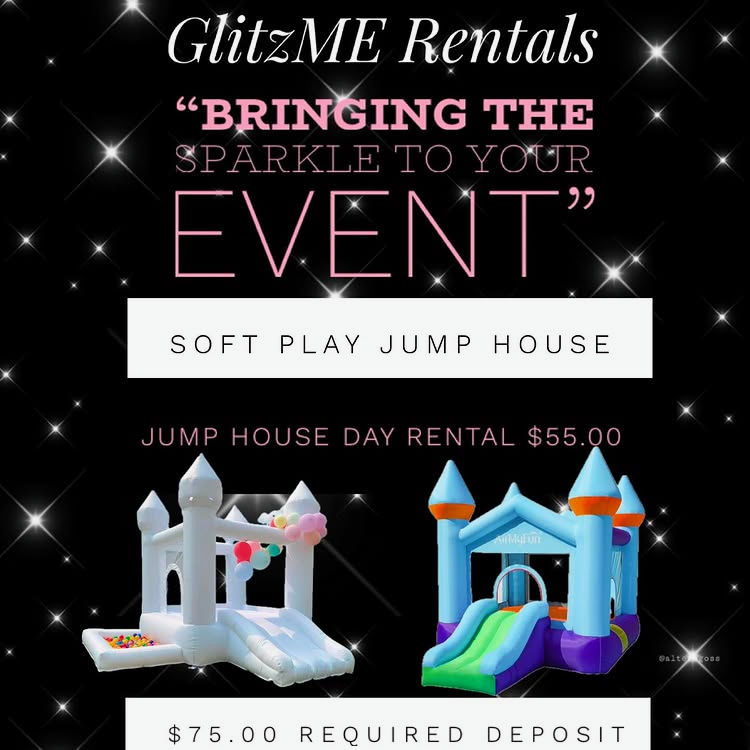 GlitzME Rentals
“BRINGING THE
SPARKLE TO YOUR
EVENT”
SOFT PLAY JUMP HOUSE
JUMP HOUSE DAY RENTAL $55.00
AirMyFun
$75.00 REQUIRED DEPOSIT